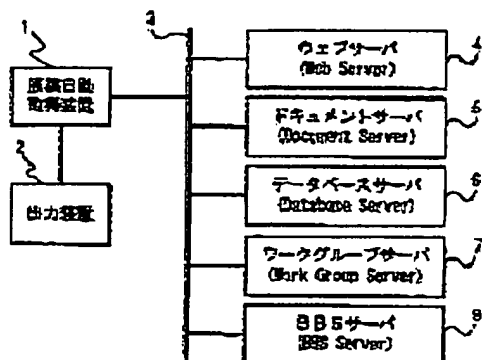 1
原稿自動
取得装置
2
出力装置
3
ウェブサーバ
(Web Server)
4
ドキュメントサーバ
(Document Server)
5
データベースサーバ
(Database Server)
6
ワークグループサーバ
(Work Group Server)
7
BBSサーバ
(BBS Server)
8